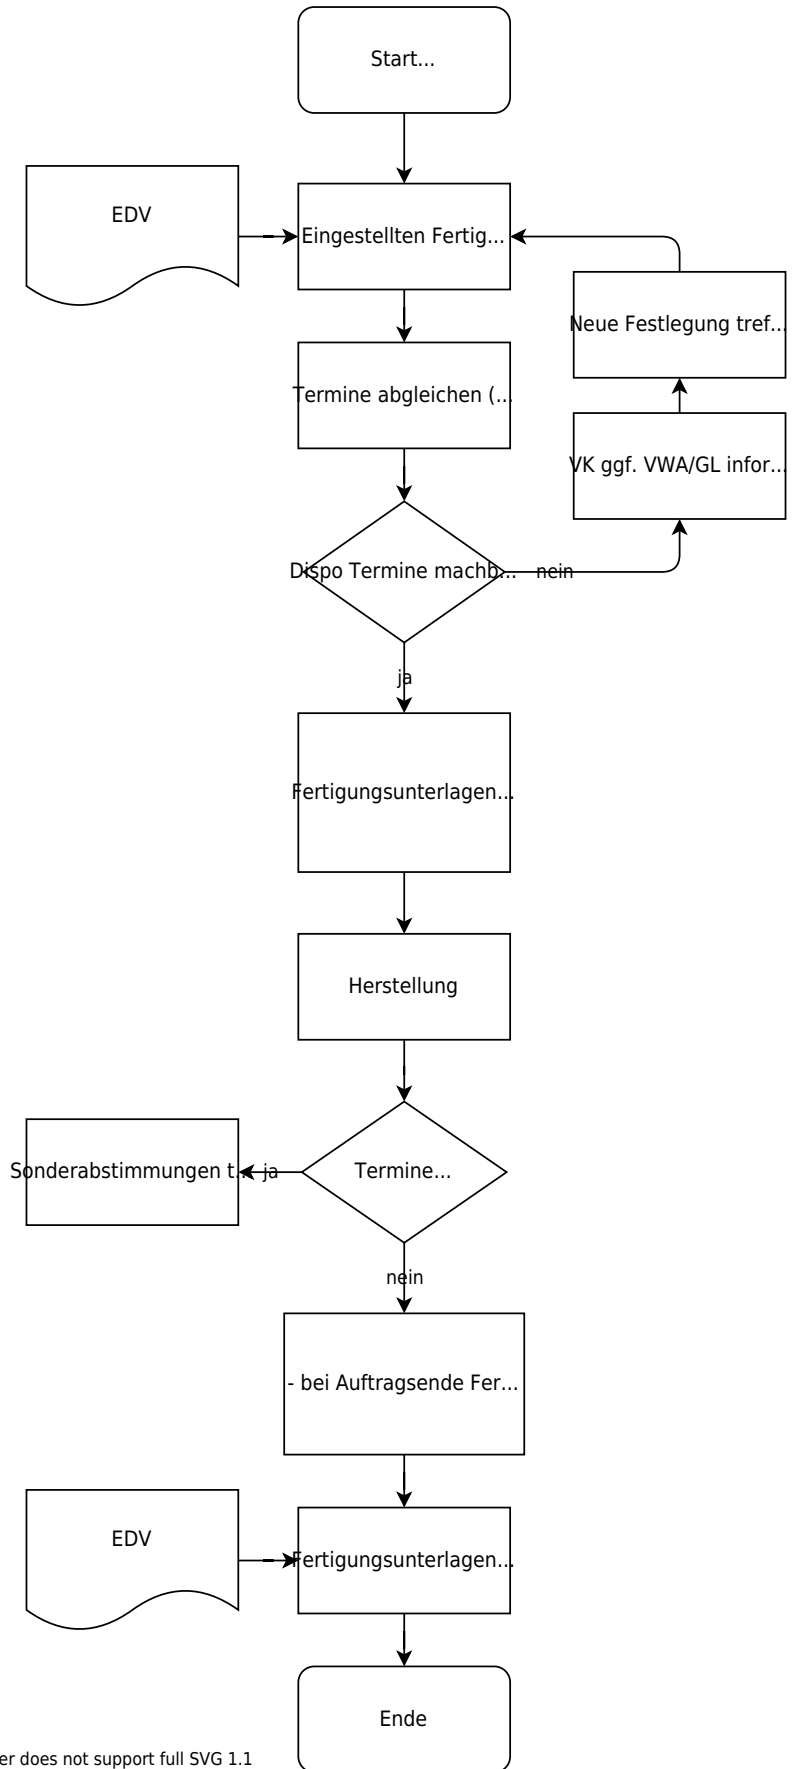 Start...
EDV
Eingestellten Fertig...
Neue Festlegung tref...
Termine abgleichen (...
VK ggf. VWA/GL infor...
Dispo Termine machb...
nein
ja
Fertigungsunterlagen...
Herstellung
Sonderabstimmungen t...
ja
Termine...
nein
- bei Auftragsende Fer...
EDV
Fertigungsunterlagen...
Ende
er does not support full SVG 1.1